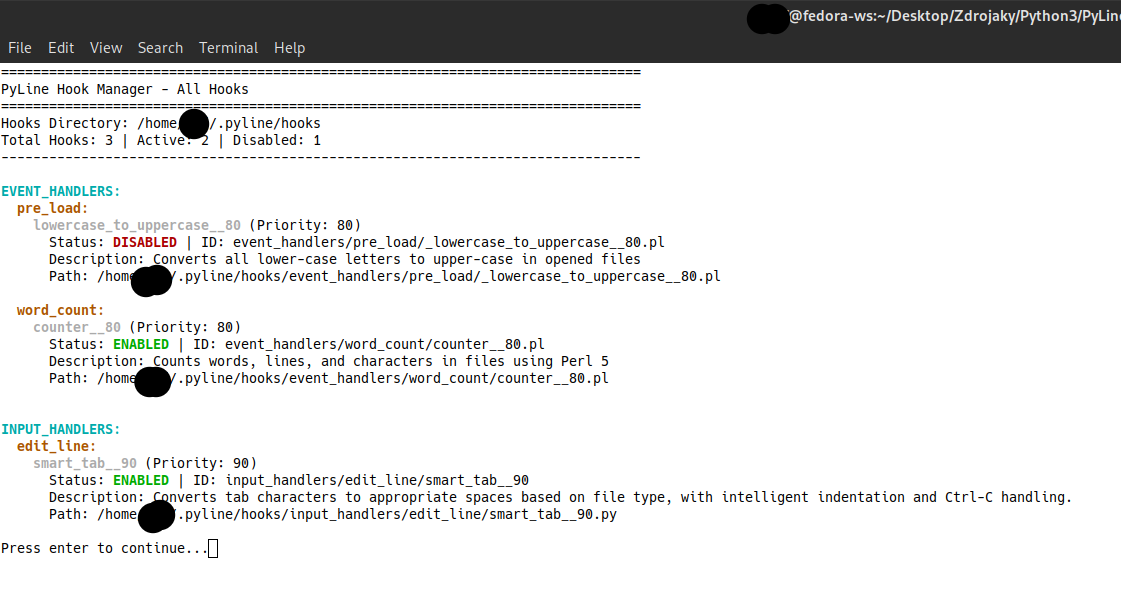 @fedora-ws:~/Desktop/Zdrojaky/Python3/PyLin
File Edit View Search Terminal Help
================================================================================
PyLine Hook Manager - All Hooks
================================================================================
Hooks Directory: /home/ /.pyline/hooks
Total Hooks: 3 | Active: 2 | Disabled: 1
--------------------------------------------------------------------------------
EVENT_HANDLERS:
pre_load:
lowercase_to_uppercase__80 (Priority: 80)
Status: DISABLED | ID: event_handlers/pre_load/_lowercase_to_uppercase__80.pl
Description: Converts all lower-case letters to upper-case in opened files
Path: /home /.pyline/hooks/event_handlers/pre_load/_lowercase_to_uppercase__80.pl
word_count:
counter__80 (Priority: 80)
Status: ENABLED | ID: event_handlers/word_count/counter__80.pl
Description: Counts words, lines, and characters in files using Perl 5
Path: /home /.pyline/hooks/event_handlers/word_count/counter__80.pl
INPUT_HANDLERS:
edit_line:
smart_tab__90 (Priority: 90)
Status: ENABLED | ID: input_handlers/edit_line/smart_tab__90
Description: Converts tab characters to appropriate spaces based on file type, with intelligent indentation and Ctrl-C handling.
Path: /home .pyline/hooks/input_handlers/edit_line/smart_tab__90.py
Press enter to continue...